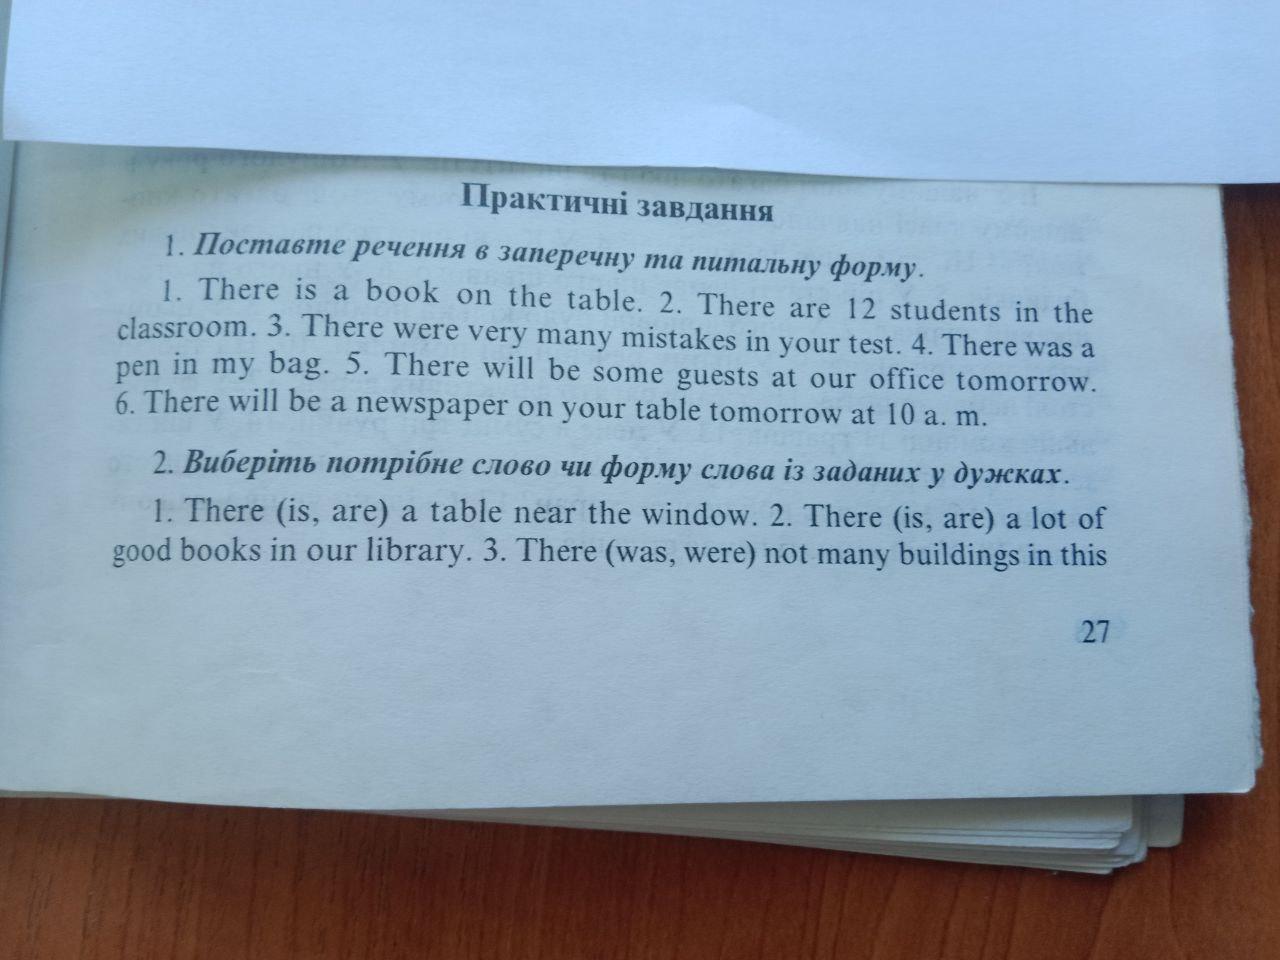 Практичні завдання
1. Поставте речення в заперечну та питальну форму.
1. There is a book on the table. 2. There are 12 students in the
classroom. 3. There were very many mistakes in your test. 4. There was a
pen in my bag. 5. There will be some guests at our office tomorrow.
6. There will be a newspaper on your table tomorrow at 10 a. m.
2. Виберіть потрібне слово чи форму слова із заданих у дужках.
1. There (is, are) a table near the window. 2. There (is, are) a lot of
good books in our library. 3. There (was, were) not many buildings in this
27